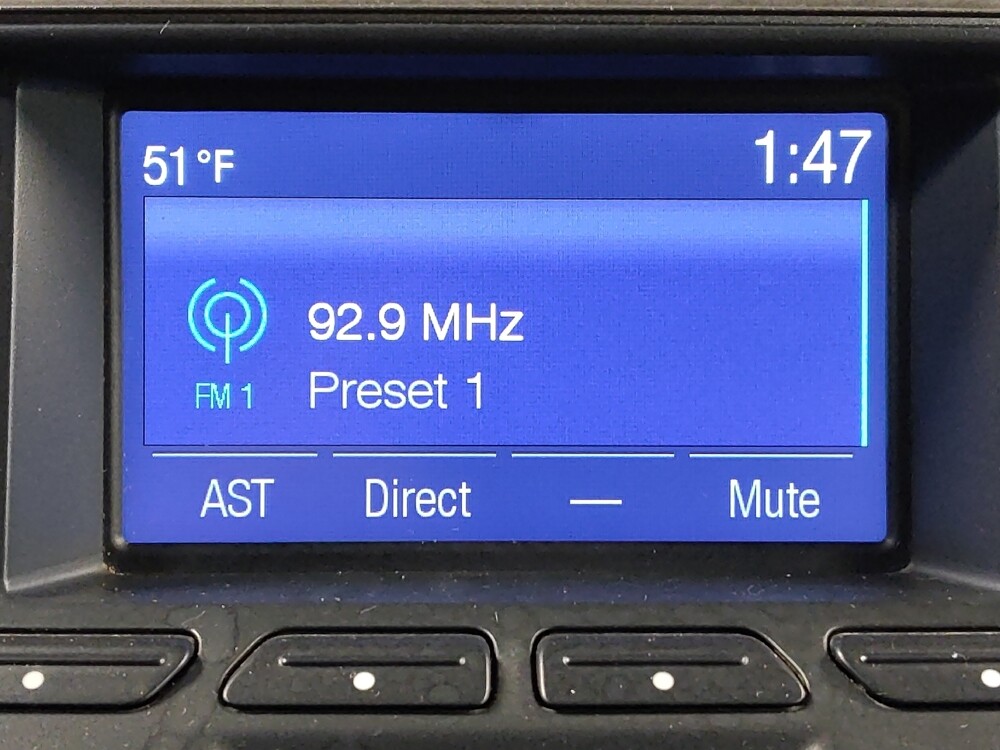 51 °F 1:47
92.9 MHz
FM 1 Preset 1
AST Direct — Mute